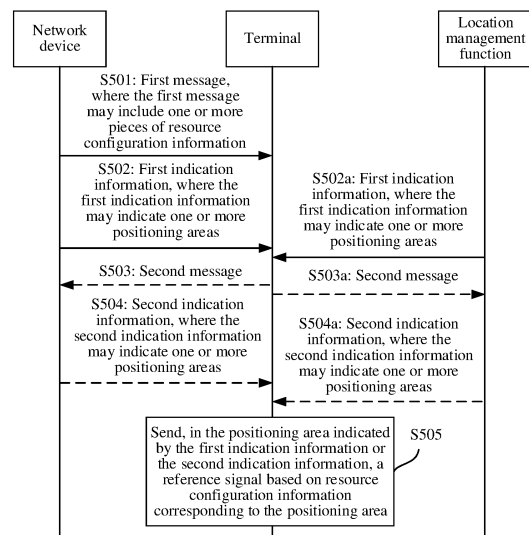 Network
device
Terminal
Location
management
function
S501: First message,
where the first message
may include one or more
pieces of resource
configuration information
S502: First indication
information, where the
first indication information
may indicate one or more
positioning areas
S502a: First indication
information, where the
first indication information
may indicate one or more
positioning areas
S503: Second message
S503a: Second message
S504: Second indication
information, where the
second indication information
may indicate one or more
positioning areas
S504a: Second indication
information, where the
second indication information
may indicate one or more
positioning areas
Send, in the positioning area indicated
by the first indication information or
the second indication information, a
reference signal based on resource
configuration information
corresponding to the positioning area
S505